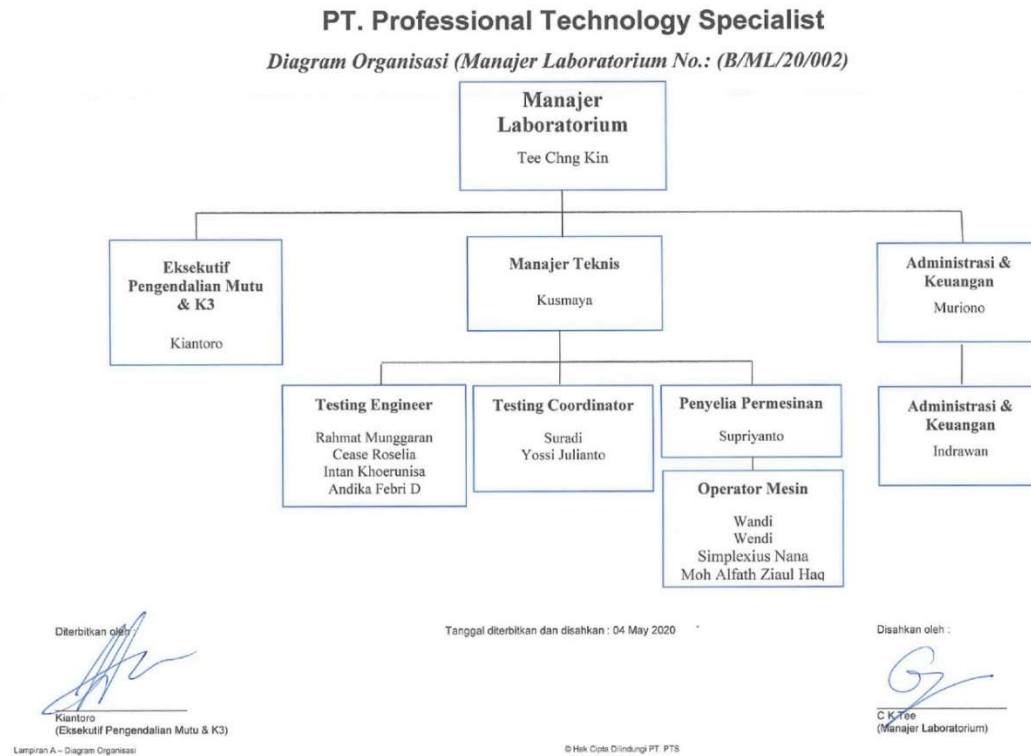 PT. Professional Technology Specialist
Diagram Organisasi (Manajer Laboratorium No.: (B/ML/20/002)
Manajer
Laboratorium
Tee Chng Kin
Eksekutif
Pengendalian Mutu
& K3
Kiantoro
Manajer Teknis
Kusmaya
Administrasi &
Keuangan
Muriono
Testing Engineer
Rahmat Munggaran
Cease Roselia
Intan Khoerunisa
Andika Febri D
Testing Coordinator
Suradi
Yossi Julianto
Penyelia Permesinan
Supriyanto
Administrasi &
Keuangan
Indrawan
Operator Mesin
Wandi
Wendi
Simplexius Nana
Moh Alfath Ziaul Haq
Diterbitkan oleh :
Tanggal diterbitkan dan disahkan : 04 May 2020
Disahkan oleh :
Kiantoro
(Eksekutif Pengendalian Mutu & K3)
C K Tee
(Manajer Laboratorium)
Lampiran A – Diagram Organisasi
© Hak Cipta Dilindungi PT. PTS